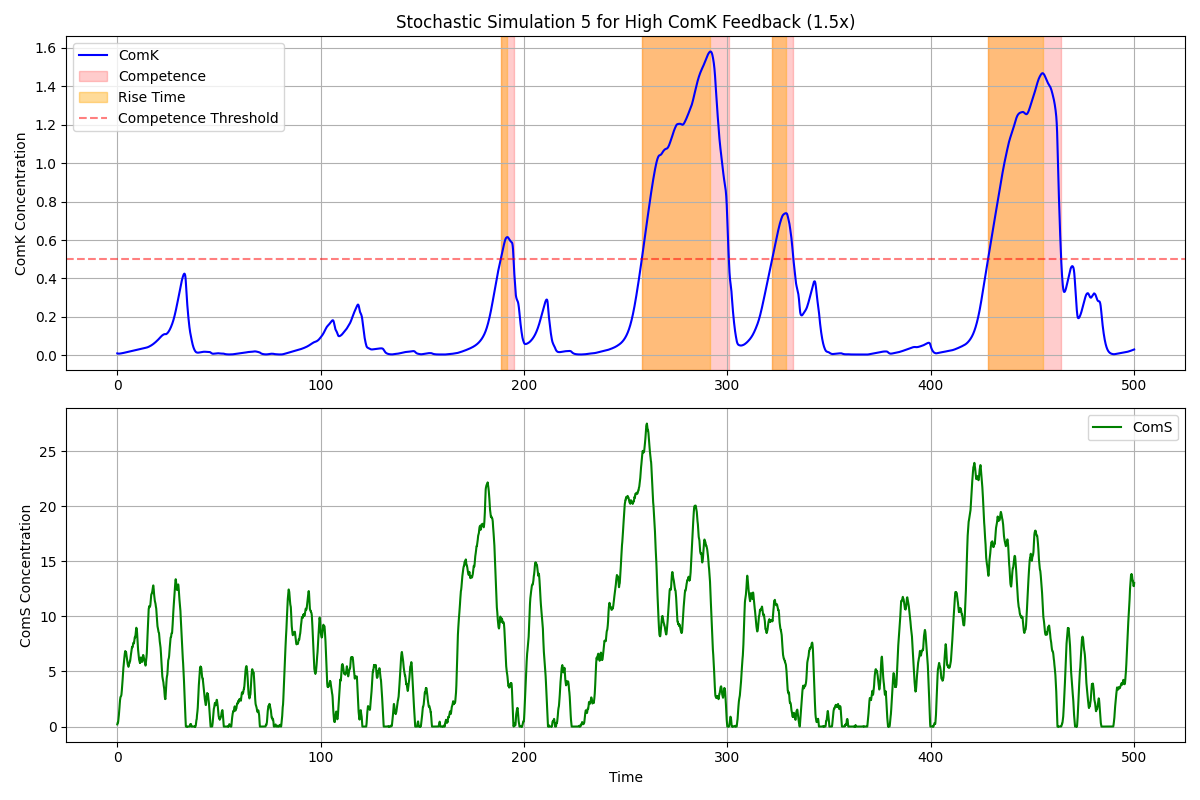 Stochastic Simulation 5 for High ComK Feedback (1.5x)
ComK Concentration
1.6
1.4
1.2
1.0
0.8
0.6
0.4
0.2
0.0
ComK
Competence
Rise Time
Competence Threshold
0 100 200 300 400 500
ComS Concentration
25
20
15
10
5
0
ComS
0 100 200 300 400 500
Time